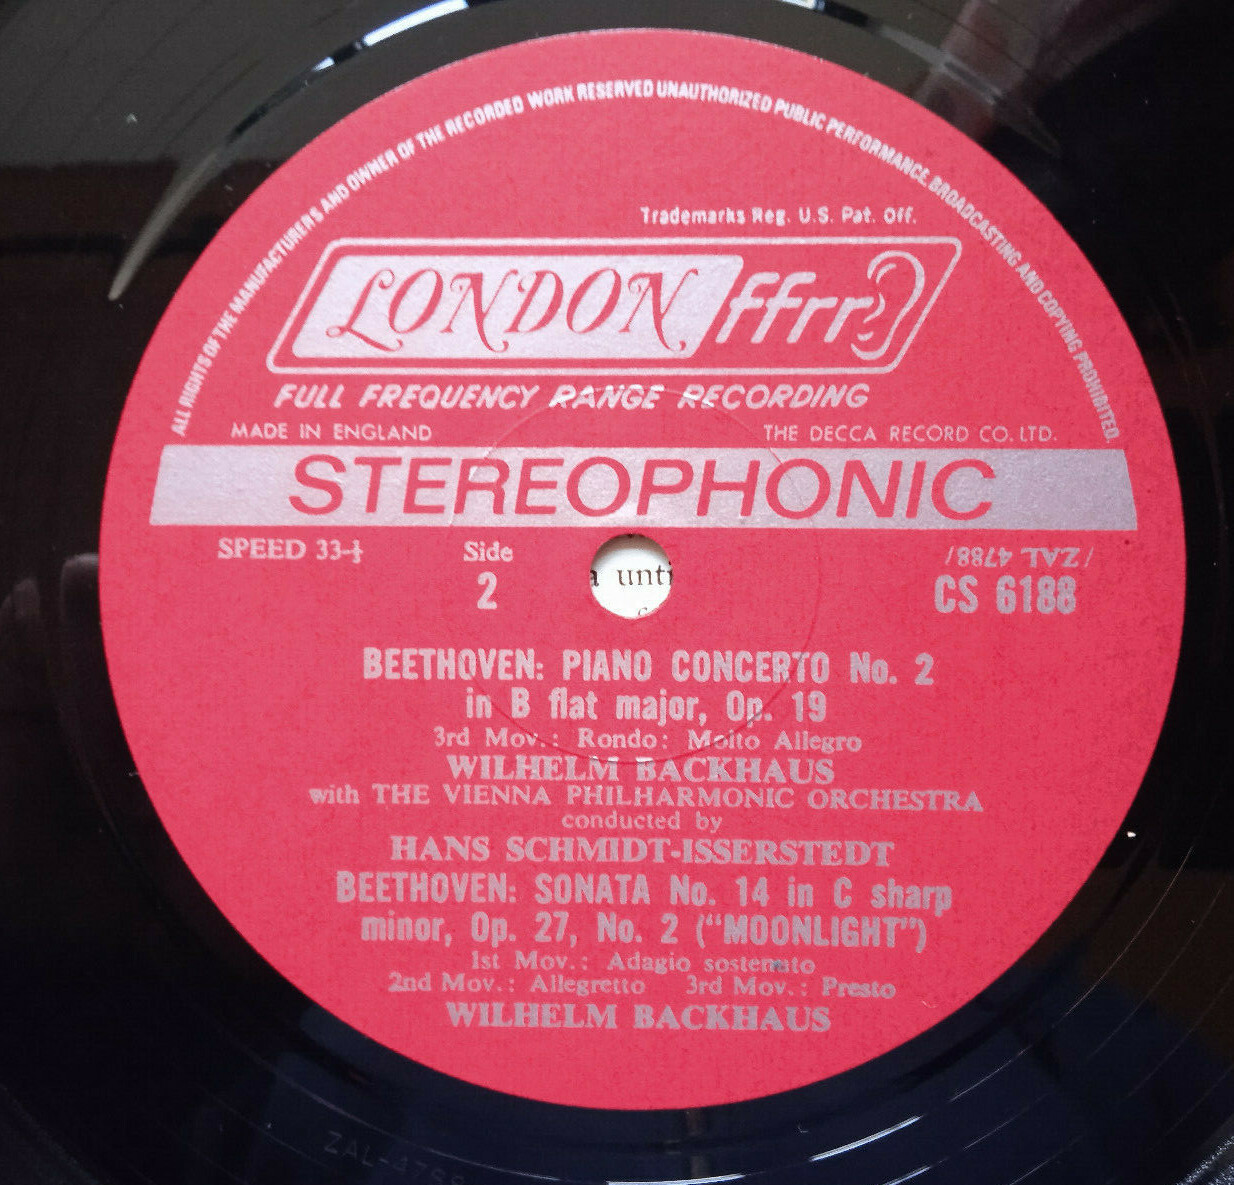 ALL RIGHTS OF THE MANUFACTURERS AND OWNER OF THE RECORDED WORK RESERVED UNAUTHORIZED PUBLIC PERFORMANCE, BROADCASTING AND COPYING PROHIBITED.
Trademarks Reg. U.S. Pat. Off.
LONDON ffrr
FULL FREQUENCY RANGE RECORDING
MADE IN ENGLAND THE DECCA RECORD CO. LTD.
STEREOPHONIC
SPEED 33-⅓ Side /ZAL 4788/
2 CS 6188
unti
BEETHOVEN: PIANO CONCERTO No. 2
in B flat major, Op. 19
3rd Mov.: Rondo: Molto Allegro
WILHELM BACKHAUS
with THE VIENNA PHILHARMONIC ORCHESTRA
conducted by
HANS SCHMIDT-ISSERSTEDT
BEETHOVEN: SONATA No. 14 in C sharp
minor, Op. 27, No. 2 ("MOONLIGHT")
1st Mov.: Adagio sostenuto
2nd Mov.: Allegretto 3rd Mov.: Presto
WILHELM BACKHAUS